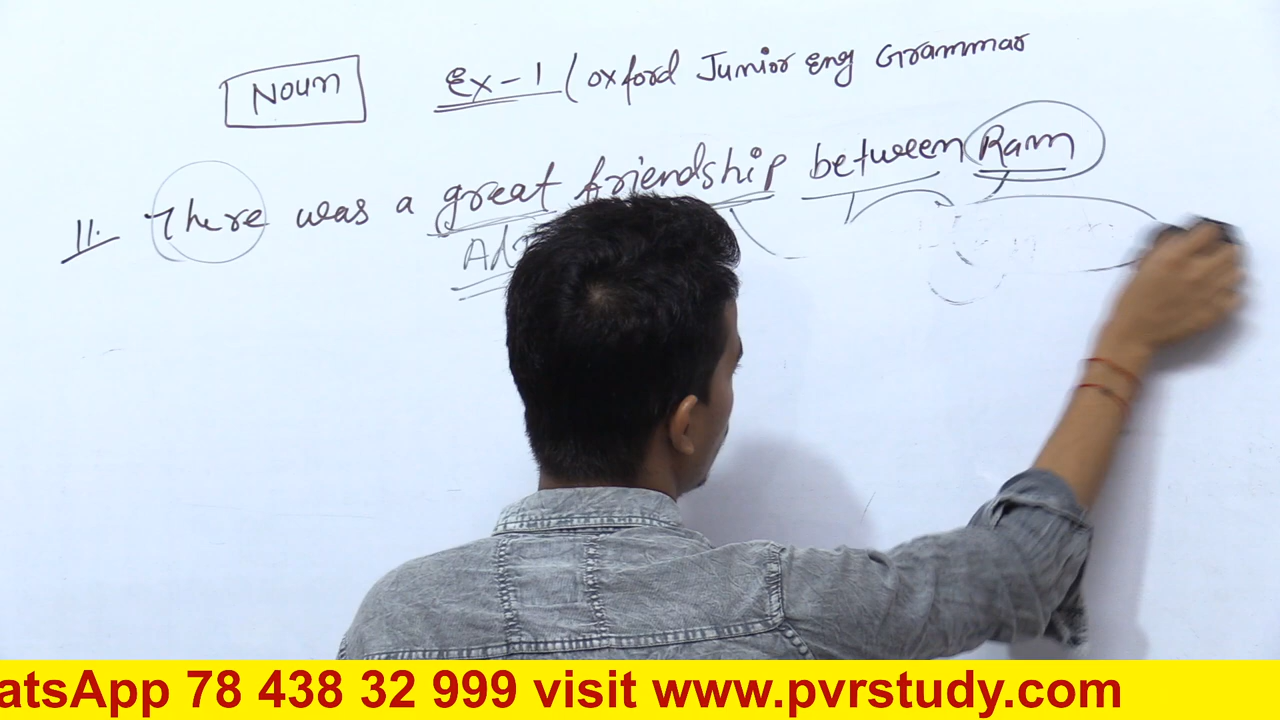 Noun Ex-1 (Oxford Junior Eng Grammar
11. There was a great friendship between Ram
atsApp 78 438 32 999 visit www.pvrstudy.com